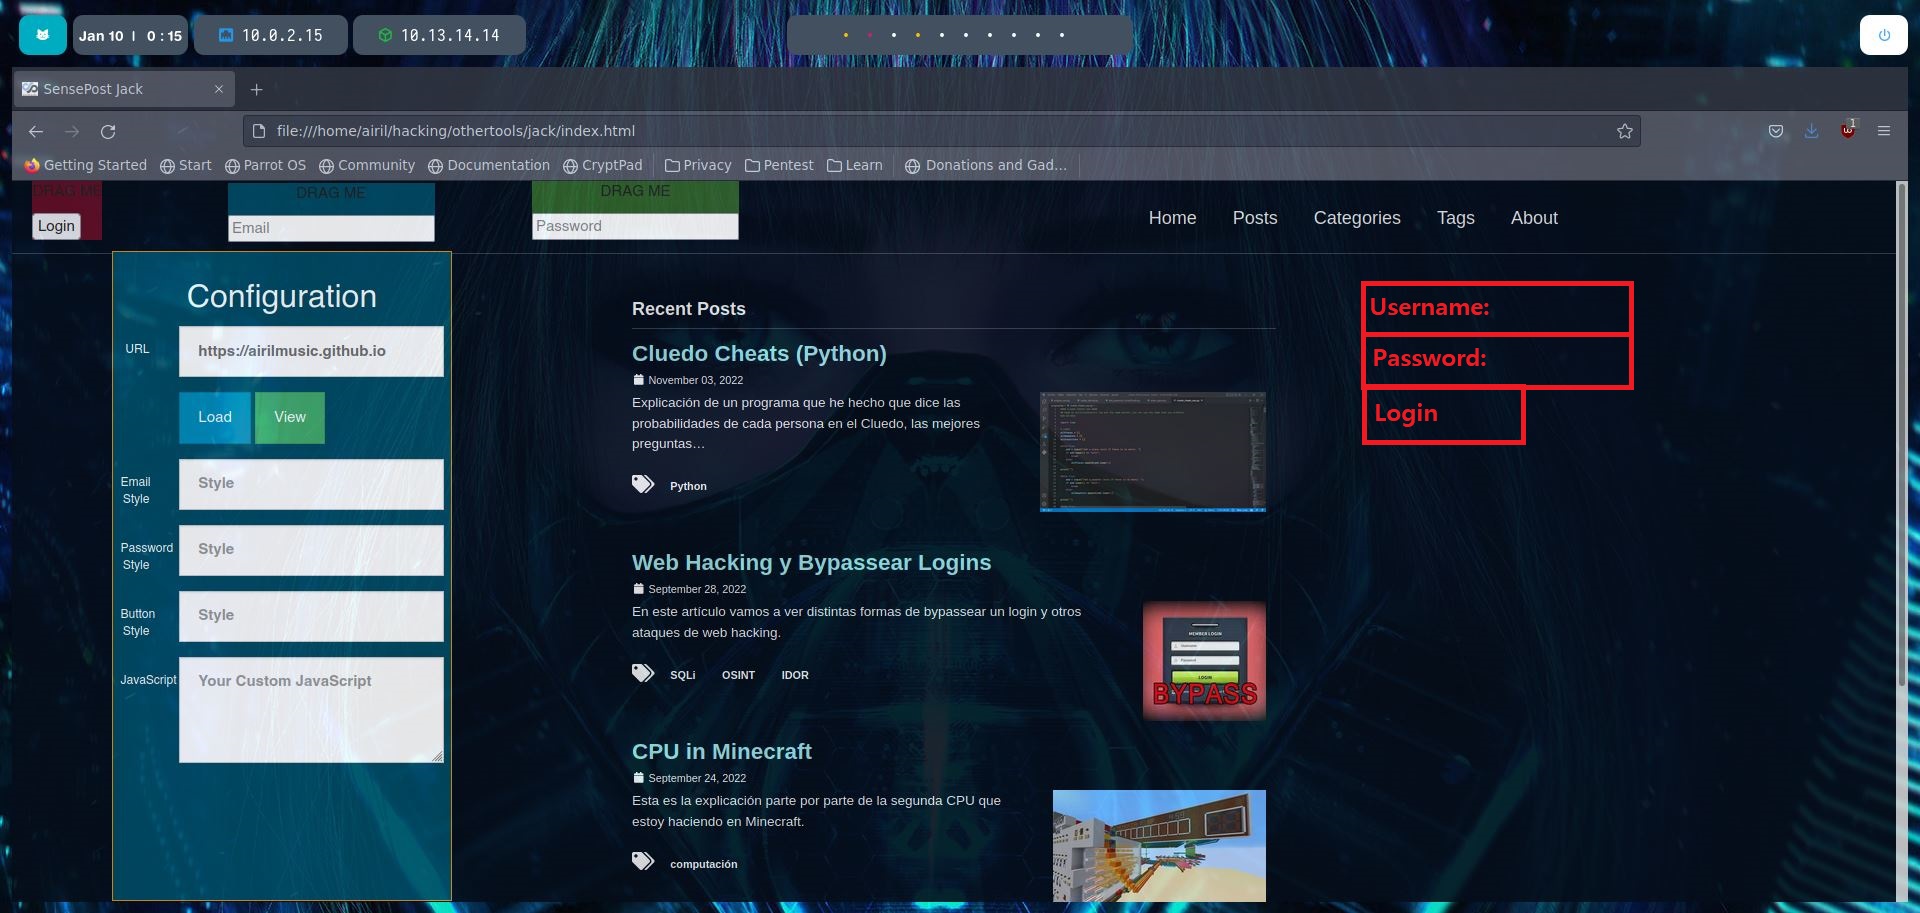 Jan 10 | 0 : 15
10.0.2.15
10.13.14.14
SensePost Jack
file:///home/airil/hacking/othertools/jack/index.html
1
Getting Started
Start
Parrot OS
Community
Documentation
CryptPad
Privacy
Pentest
Learn
Donations and Gad…
DRAG ME
Login
DRAG ME
Email
DRAG ME
Password
Home
Posts
Categories
Tags
About
Configuration
URL
https://airilmusic.github.io
Load
View
Email
Style
Style
Password
Style
Style
Button
Style
Style
JavaScript
Your Custom JavaScript
Recent Posts
Cluedo Cheats (Python)
November 03, 2022
Explicación de un programa que he hecho que dice las
probabilidades de cada persona en el Cluedo, las mejores
preguntas…
Python
Web Hacking y Bypassear Logins
September 28, 2022
En este artículo vamos a ver distintas formas de bypassear un login y otros
ataques de web hacking.
SQLi
OSINT
IDOR
MEMBER LOGIN
Username
Password
LOGIN
BYPASS
CPU in Minecraft
September 24, 2022
Esta es la explicación parte por parte de la segunda CPU que
estoy haciendo en Minecraft.
computación
Username:
Password:
Login